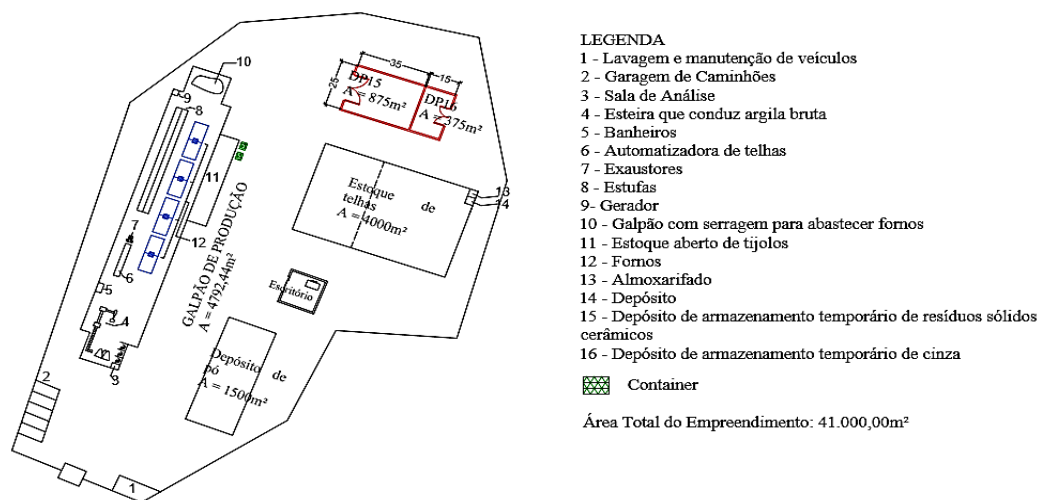 10
9
8
35
15
25
DP15
A = 875m²
DP16
A = 375m²
11
7
12
6
5
4
3
2
1
GALPÃO DE PRODUÇÃO
A = 4792,44m²
Estoque de
telhas
A = 4000m²
13
14
Escritório
Depósito de
pó
A = 1500m²
LEGENDA
1 - Lavagem e manutenção de veículos
2 - Garagem de Caminhões
3 - Sala de Análise
4 - Esteira que conduz argila bruta
5 - Banheiros
6 - Automatizadora de telhas
7 - Exaustores
8 - Estufas
9- Gerador
10 - Galpão com serragem para abastecer fornos
11 - Estoque aberto de tijolos
12 - Fornos
13 - Almoxarifado
14 - Depósito
15 - Depósito de armazenamento temporário de resíduos sólidos
cerâmicos
16 - Depósito de armazenamento temporário de cinza
Container
Área Total do Empreendimento: 41.000,00m²